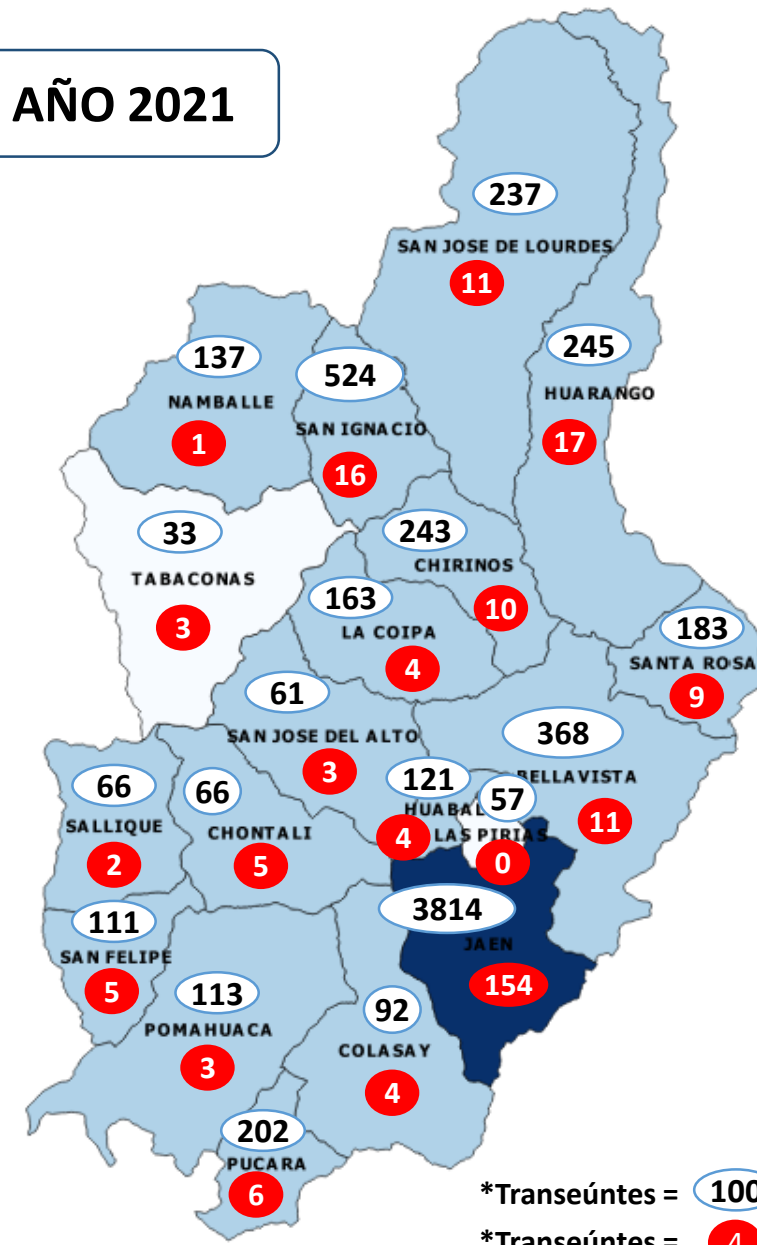 AÑO 2021
237
SAN JOSE DE LOURDES
11
245
HUARANGO
17
137
NAMBALLE
1
524
SAN IGNACIO
16
33
TABACONAS
3
243
CHIRINOS
10
163
LA COIPA
4
183
SANTA ROSA
9
61
SAN JOSE DEL ALTO
3
368
BELLAVISTA
11
121
HUABAL
4
57
LAS PIRIAS
0
66
SALLIQUE
2
66
CHONTALI
5
3814
JAEN
154
111
SAN FELIPE
5
113
POMAHUACA
3
92
COLASAY
4
202
PUCARA
6
*Transeúntes = 100
*Transeúntes = 4